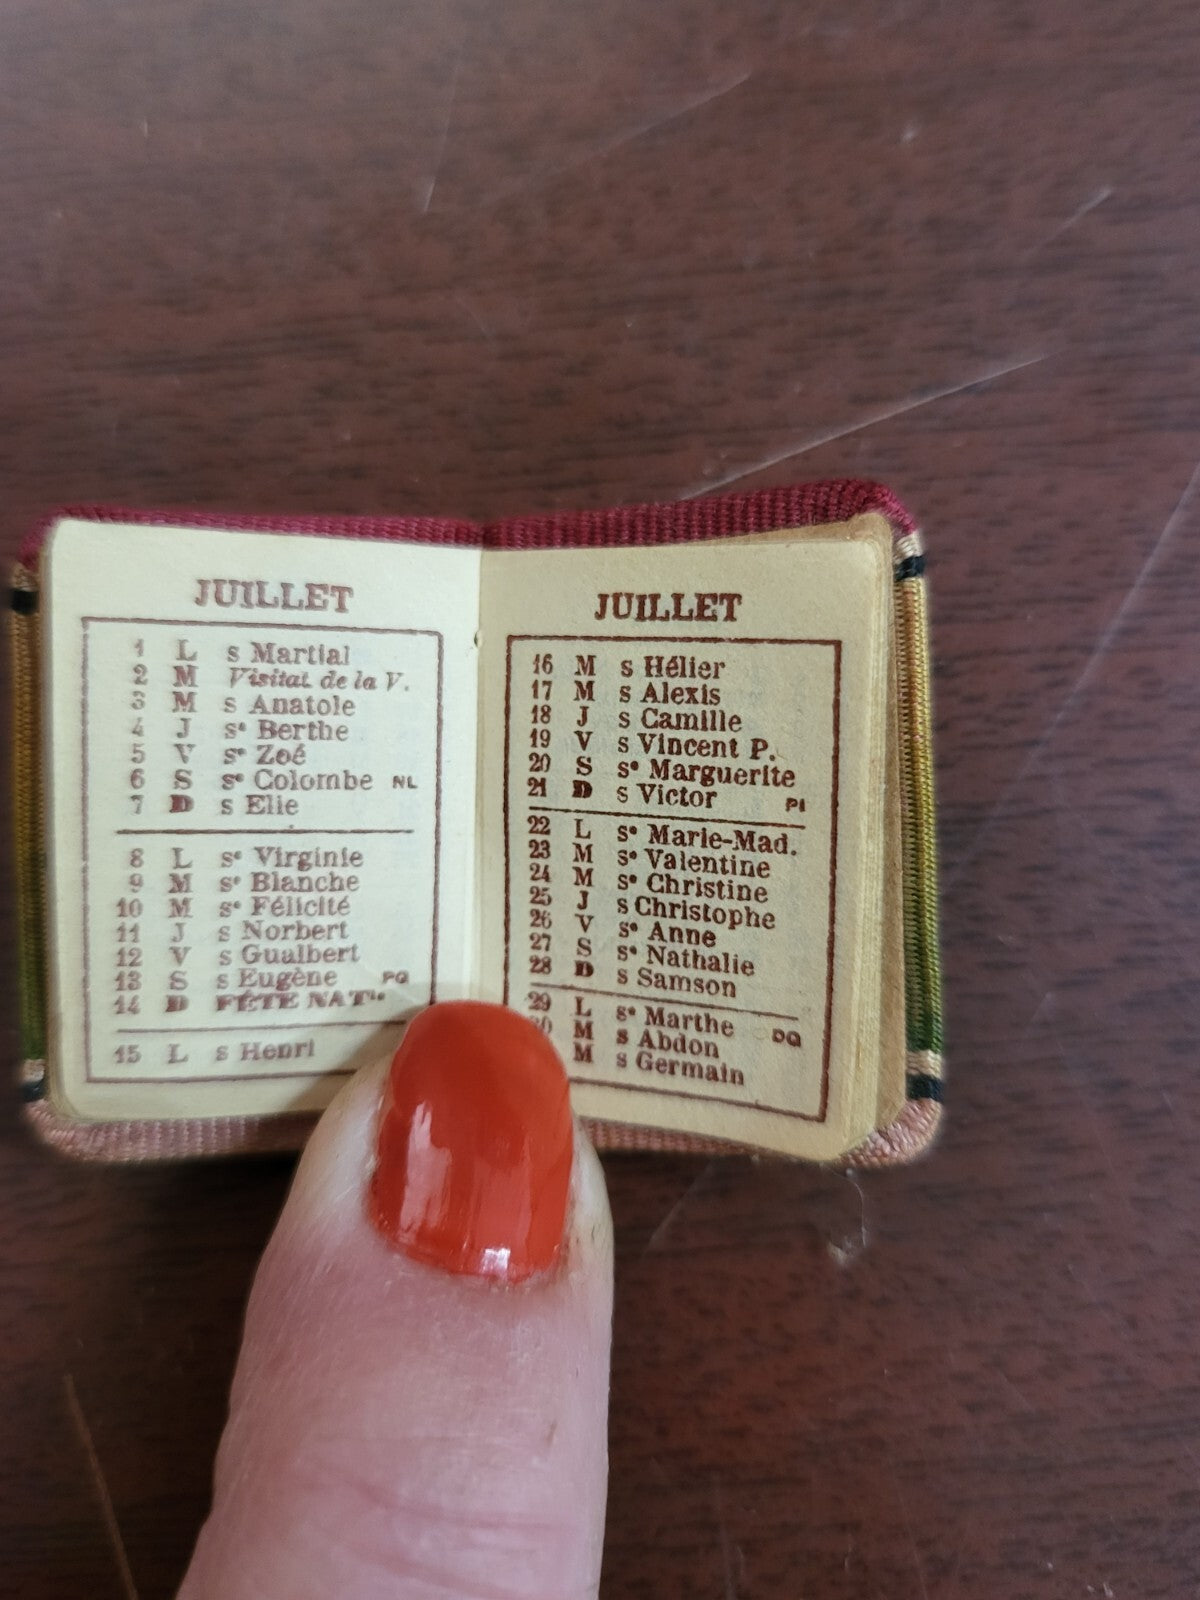 JUILLET
1 L s Martial
2 M Visitat. de la V.
3 M s Anatole
4 J sᵉ Berthe
5 V sᵉ Zoé
6 S sᵉ Colombe NL
7 D s Elie
8 L sᵉ Virginie
9 M sᵉ Blanche
10 M sᵉ Félicité
11 J s Norbert
12 V s Gualbert
13 S s Eugène PQ
14 D FÊTE NATˡᵉ
15 L s Henri
JUILLET
16 M s Hélier
17 M s Alexis
18 J s Camille
19 V s Vincent P.
20 S sᵉ Marguerite
21 D s Victor PL
22 L sᵉ Marie-Mad.
23 M sᵉ Valentine
24 M sᵉ Christine
25 J s Christophe
26 V sᵉ Anne
27 S sᵉ Nathalie
28 D s Samson
29 L sᵉ Marthe DQ
30 M s Abdon
M s Germain